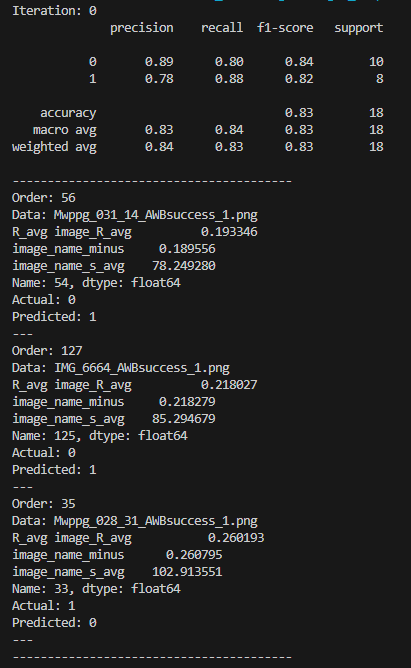 Iteration: 0
precision recall f1-score support
0 0.89 0.80 0.84 10
1 0.78 0.88 0.82 8
accuracy 0.83 18
macro avg 0.83 0.84 0.83 18
weighted avg 0.84 0.83 0.83 18
----------------------------------------
Order: 56
Data: Mwppg_031_14_AWBsuccess_1.png
R_avg image_R_avg 0.193346
image_name_minus 0.189556
image_name_s_avg 78.249280
Name: 54, dtype: float64
Actual: 0
Predicted: 1
---
Order: 127
Data: IMG_6664_AWBsuccess_1.png
R_avg image_R_avg 0.218027
image_name_minus 0.218279
image_name_s_avg 85.294679
Name: 125, dtype: float64
Actual: 0
Predicted: 1
---
Order: 35
Data: Mwppg_028_31_AWBsuccess_1.png
R_avg image_R_avg 0.260193
image_name_minus 0.260795
image_name_s_avg 102.913551
Name: 33, dtype: float64
Actual: 1
Predicted: 0
---
----------------------------------------